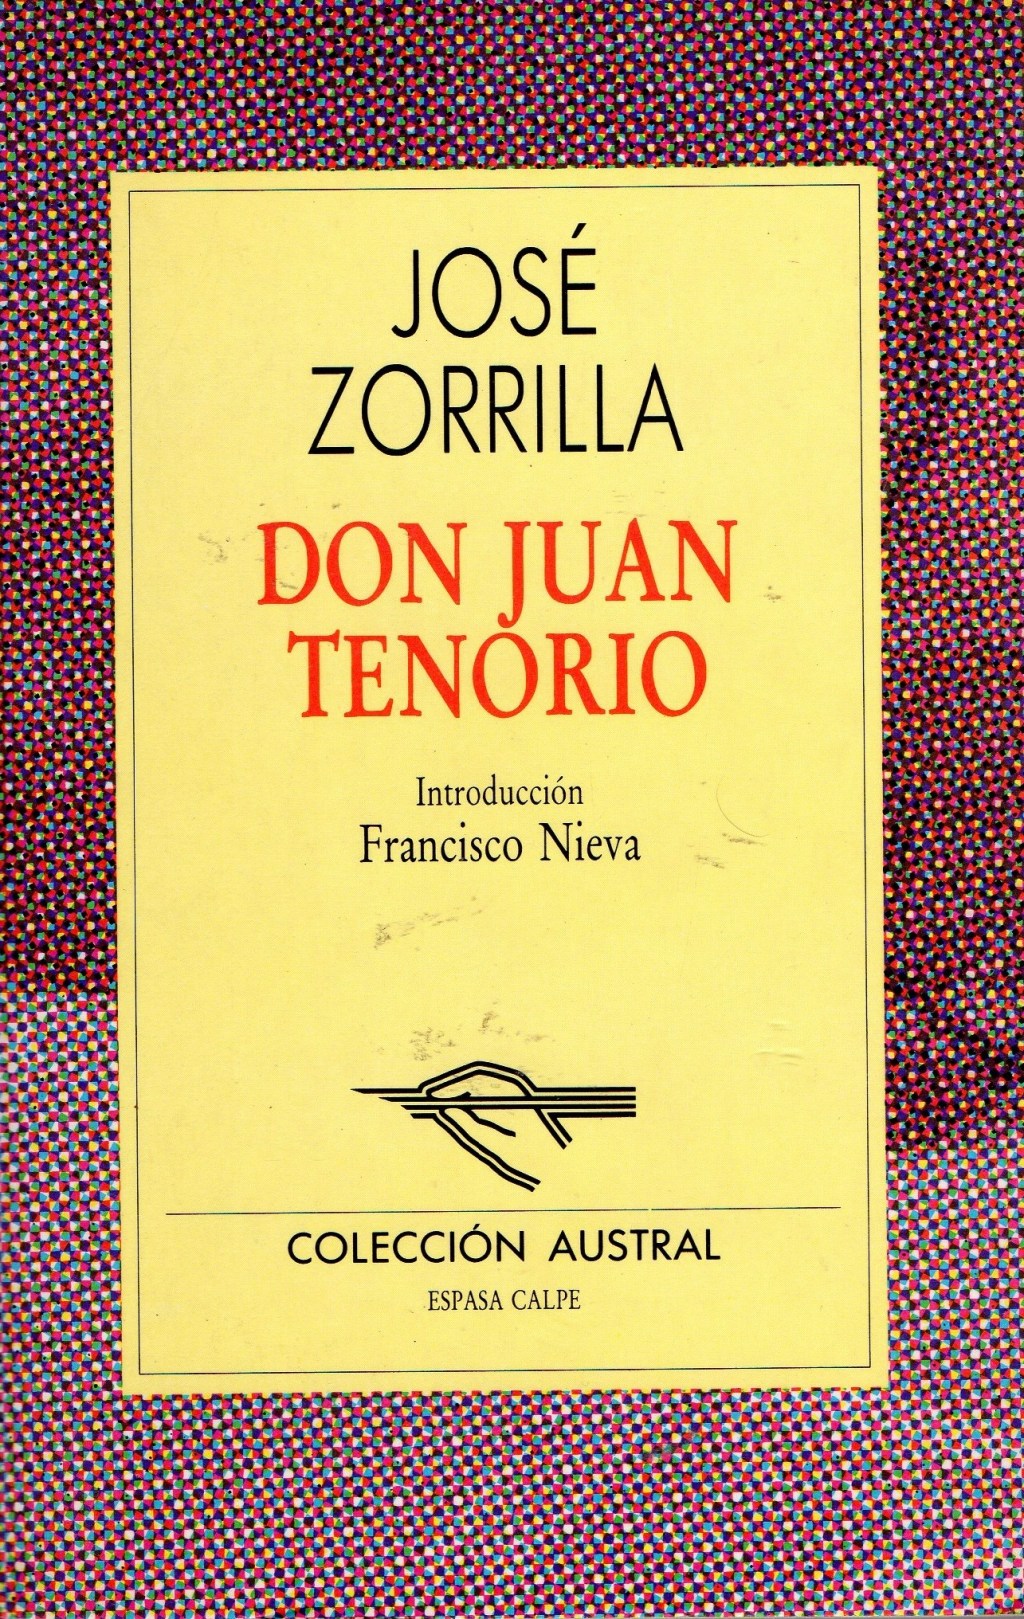 JOSÉ
ZORRILLA
DON JUAN
TENORIO
Introducción
Francisco Nieva
COLECCIÓN AUSTRAL
ESPASA CALPE